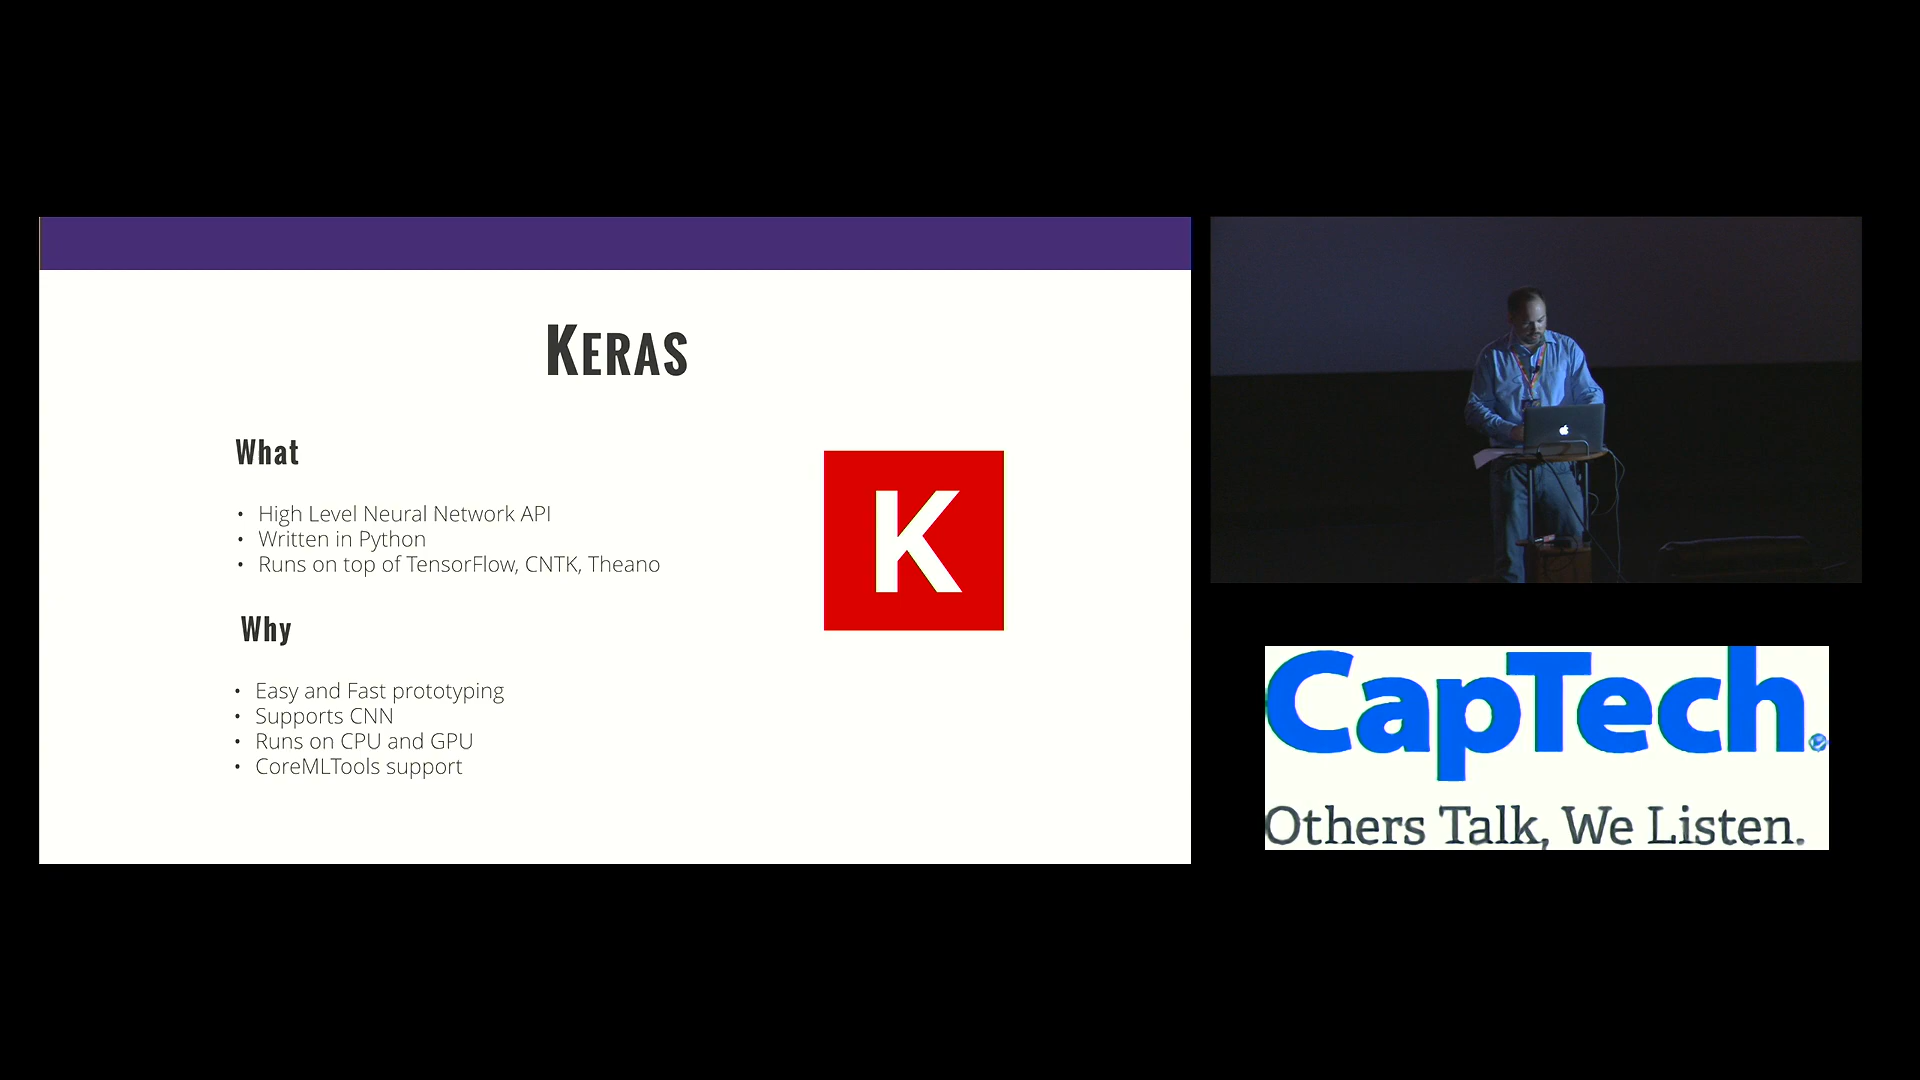 KERAS
What
• High Level Neural Network API
• Written in Python
• Runs on top of TensorFlow, CNTK, Theano
Why
• Easy and Fast prototyping
• Supports CNN
• Runs on CPU and GPU
• CoreMLTools support
K
CapTech
Others Talk, We Listen.